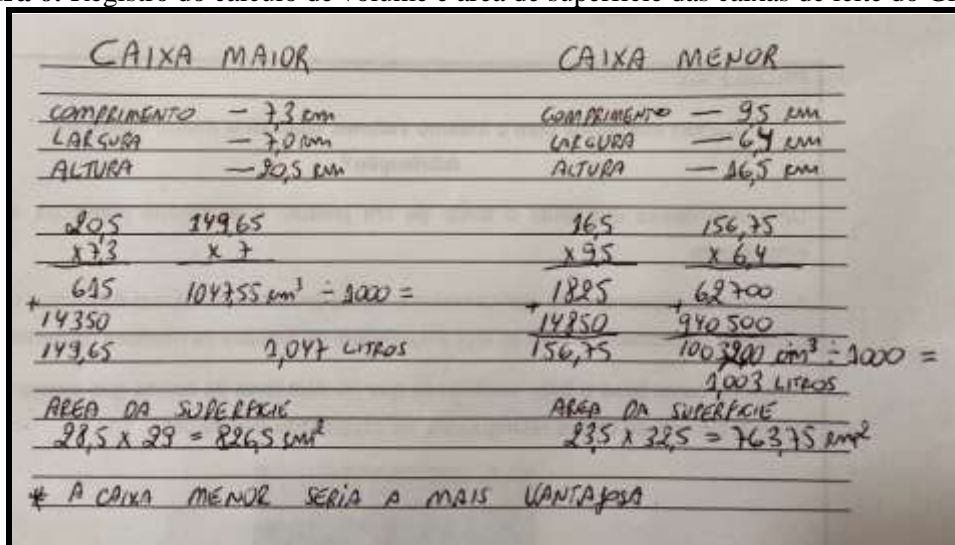 CAIXA MAIOR CAIXA MENOR
COMPRIMENTO — 7,3 cm COMPRIMENTO — 9,5 cm
LARGURA — 7,0 cm LARGURA — 6,4 cm
ALTURA — 20,5 cm ALTURA — 16,5 cm
20,5 149,65 16,5 156,75
x 7,3 x 7 x 9,5 x 6,4
+ 615 1047,55 cm³ ÷ 1000 = + 1825 + 62700
14350 14850 940500
149,65 1,047 LITROS 156,75 1003,200 cm³ ÷ 1000 =
1,003 LITROS
AREA DA SUPERFICIE AREA DA SUPERFICIE
28,5 x 29 = 826,5 cm² 23,5 x 32,5 = 763,75 cm²
* A CAIXA MENOR SERIA A MAIS VANTAJOSA